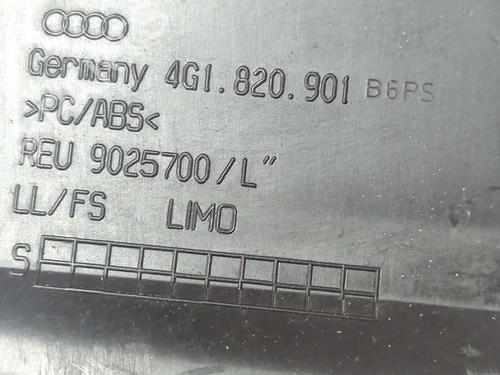 Germany 4G1.820.901 B6PS
>PC/ABS<
REU 9025700/L"
LL/FS LIMO
S